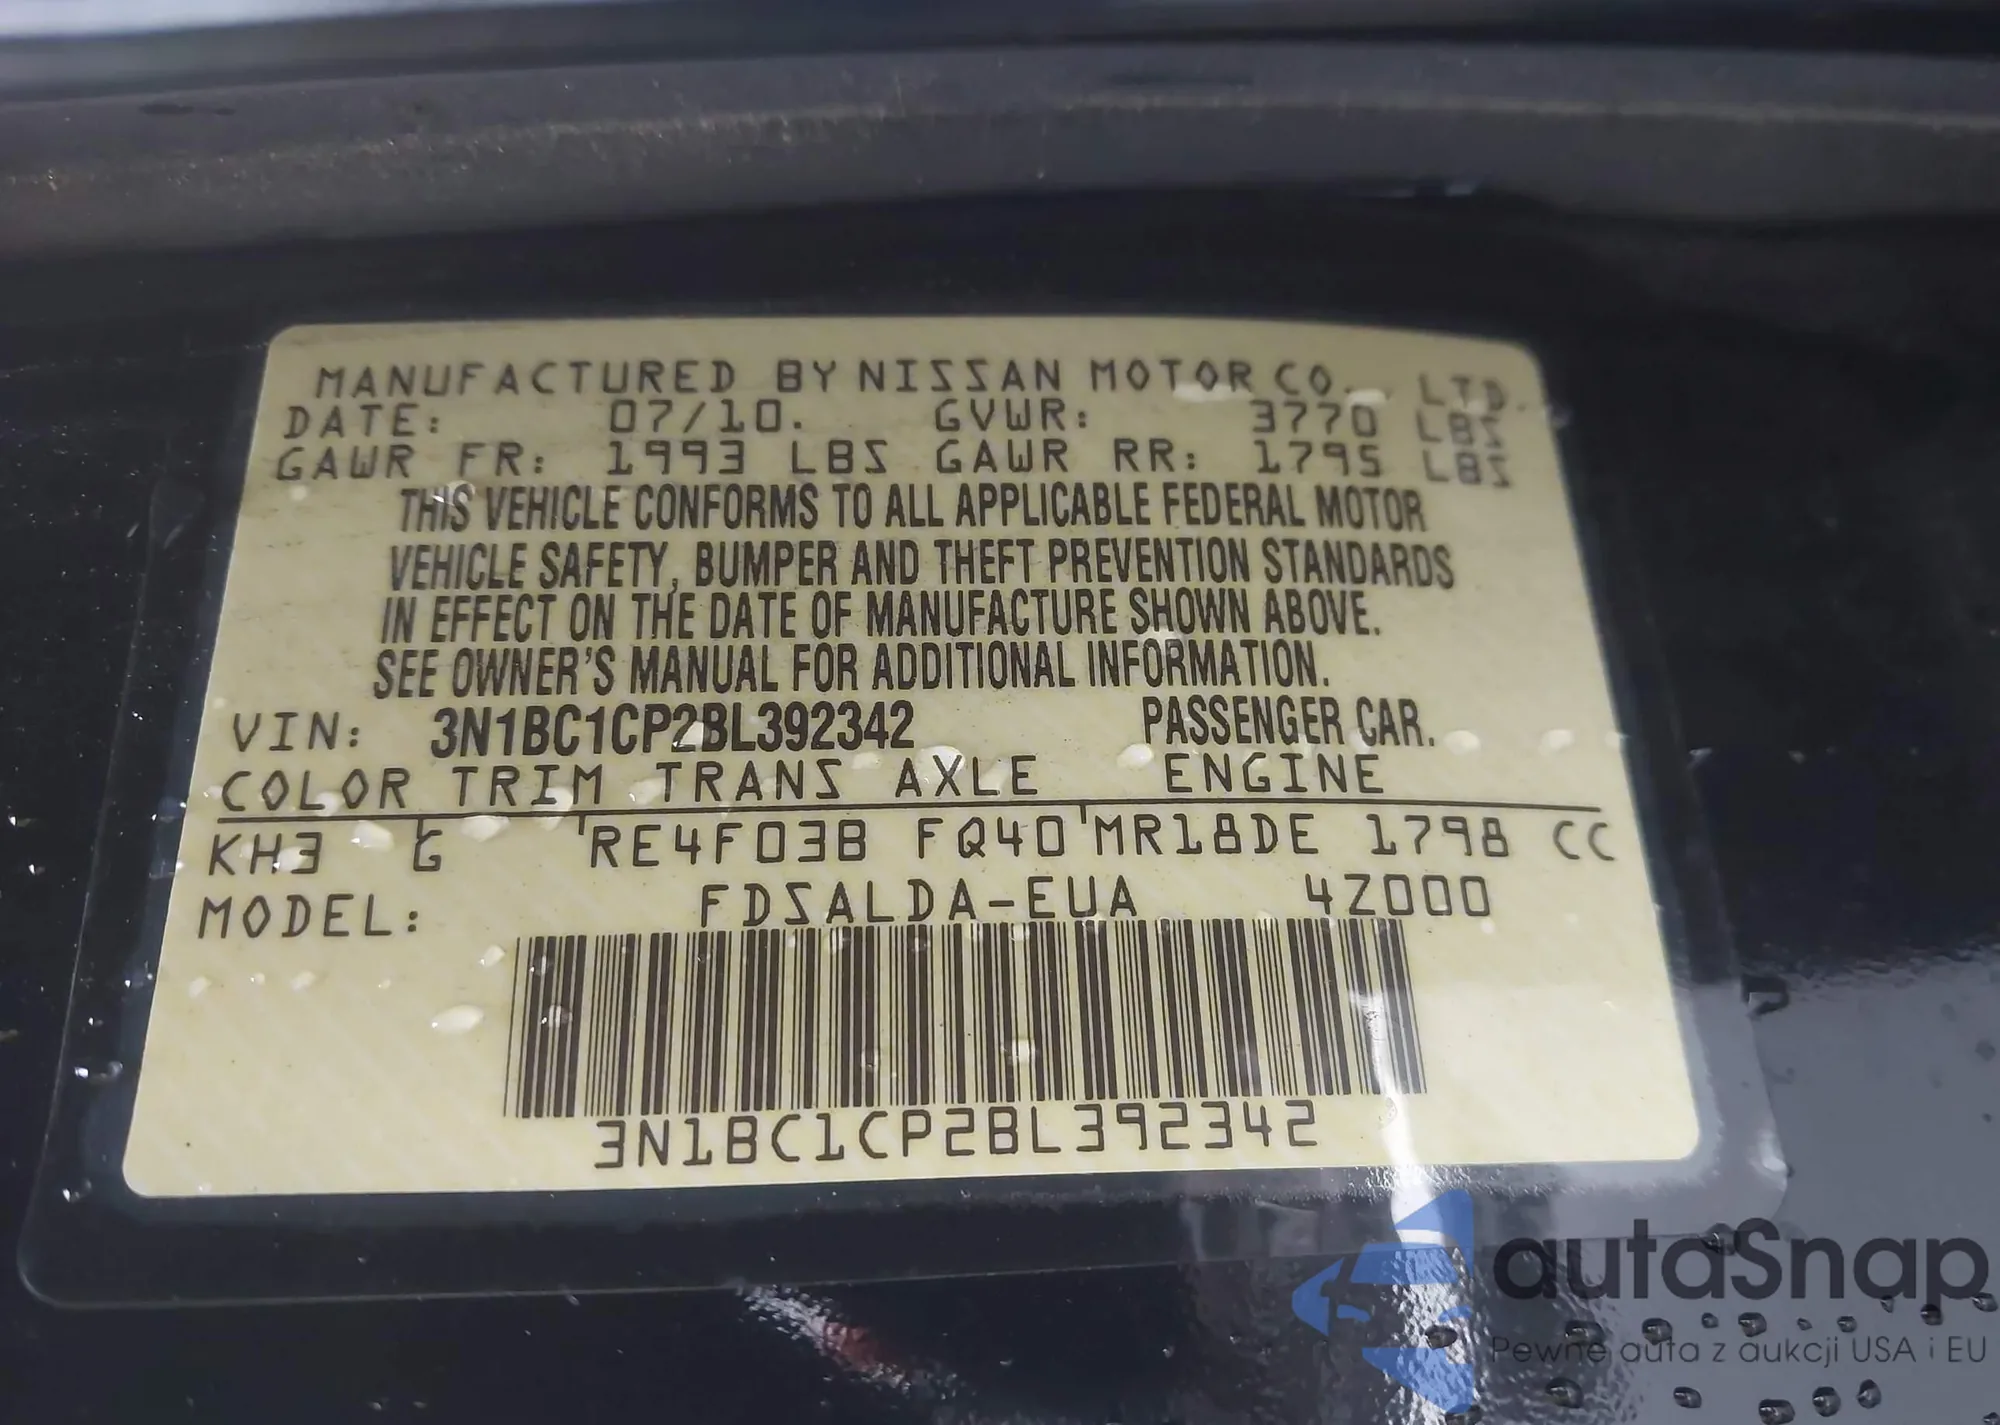 MANUFACTURED BY NISSAN MOTOR CO. LTD.
DATE: 07/10. GVWR: 3770 LBS
GAWR FR: 1993 LBS GAWR RR: 1795 LBS
THIS VEHICLE CONFORMS TO ALL APPLICABLE FEDERAL MOTOR
VEHICLE SAFETY, BUMPER AND THEFT PREVENTION STANDARDS
IN EFFECT ON THE DATE OF MANUFACTURE SHOWN ABOVE.
SEE OWNER'S MANUAL FOR ADDITIONAL INFORMATION.
VIN: 3N1BC1CP2BL392342 PASSENGER CAR.
COLOR TRIM TRANS AXLE ENGINE
KH3 G RE4F03B FQ40 MR18DE 1798 CC
MODEL: FDSALDA-EUA 4Z000
3N1BC1CP2BL392342
autaSnap
Pewne auta z aukcji USA i EU